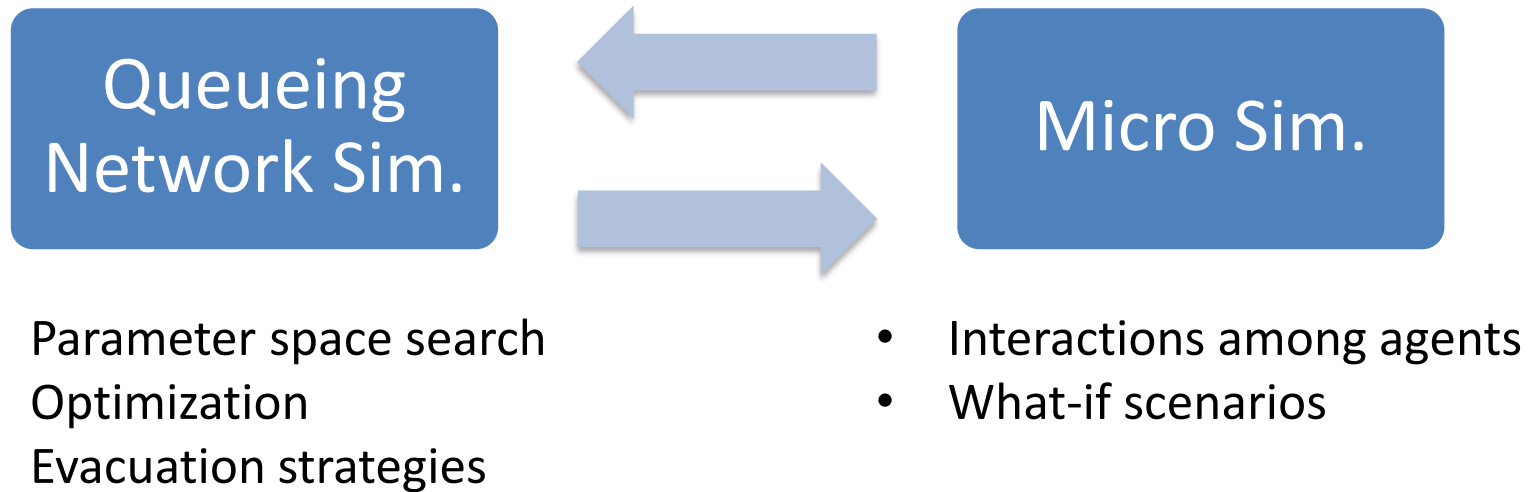 Queueing
Network Sim.
Micro Sim.
Parameter space search
Optimization
Evacuation strategies
• Interactions among agents
• What-if scenarios